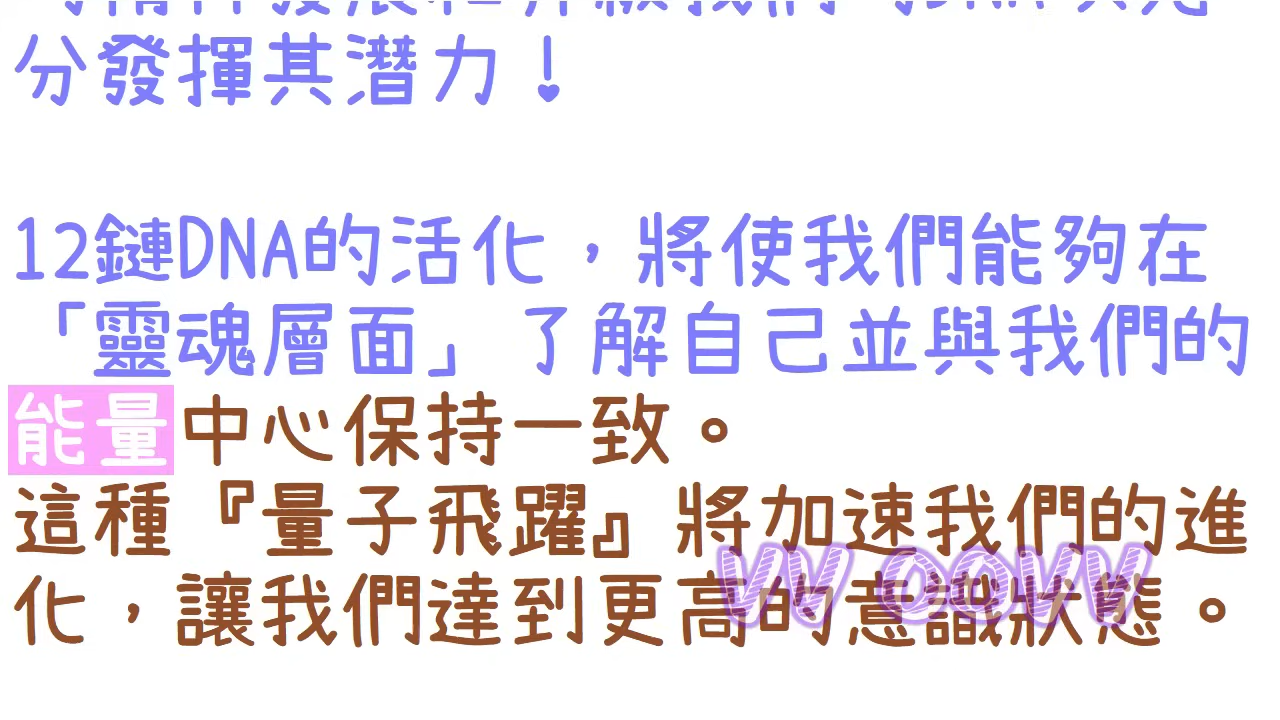 分發揮其潛力！
12鏈DNA的活化，將使我們能夠在
「靈魂層面」了解自己並與我們的
能量中心保持一致。
這種『量子飛躍』將加速我們的進
化，讓我們達到更高的意識狀態。
VV OOVV